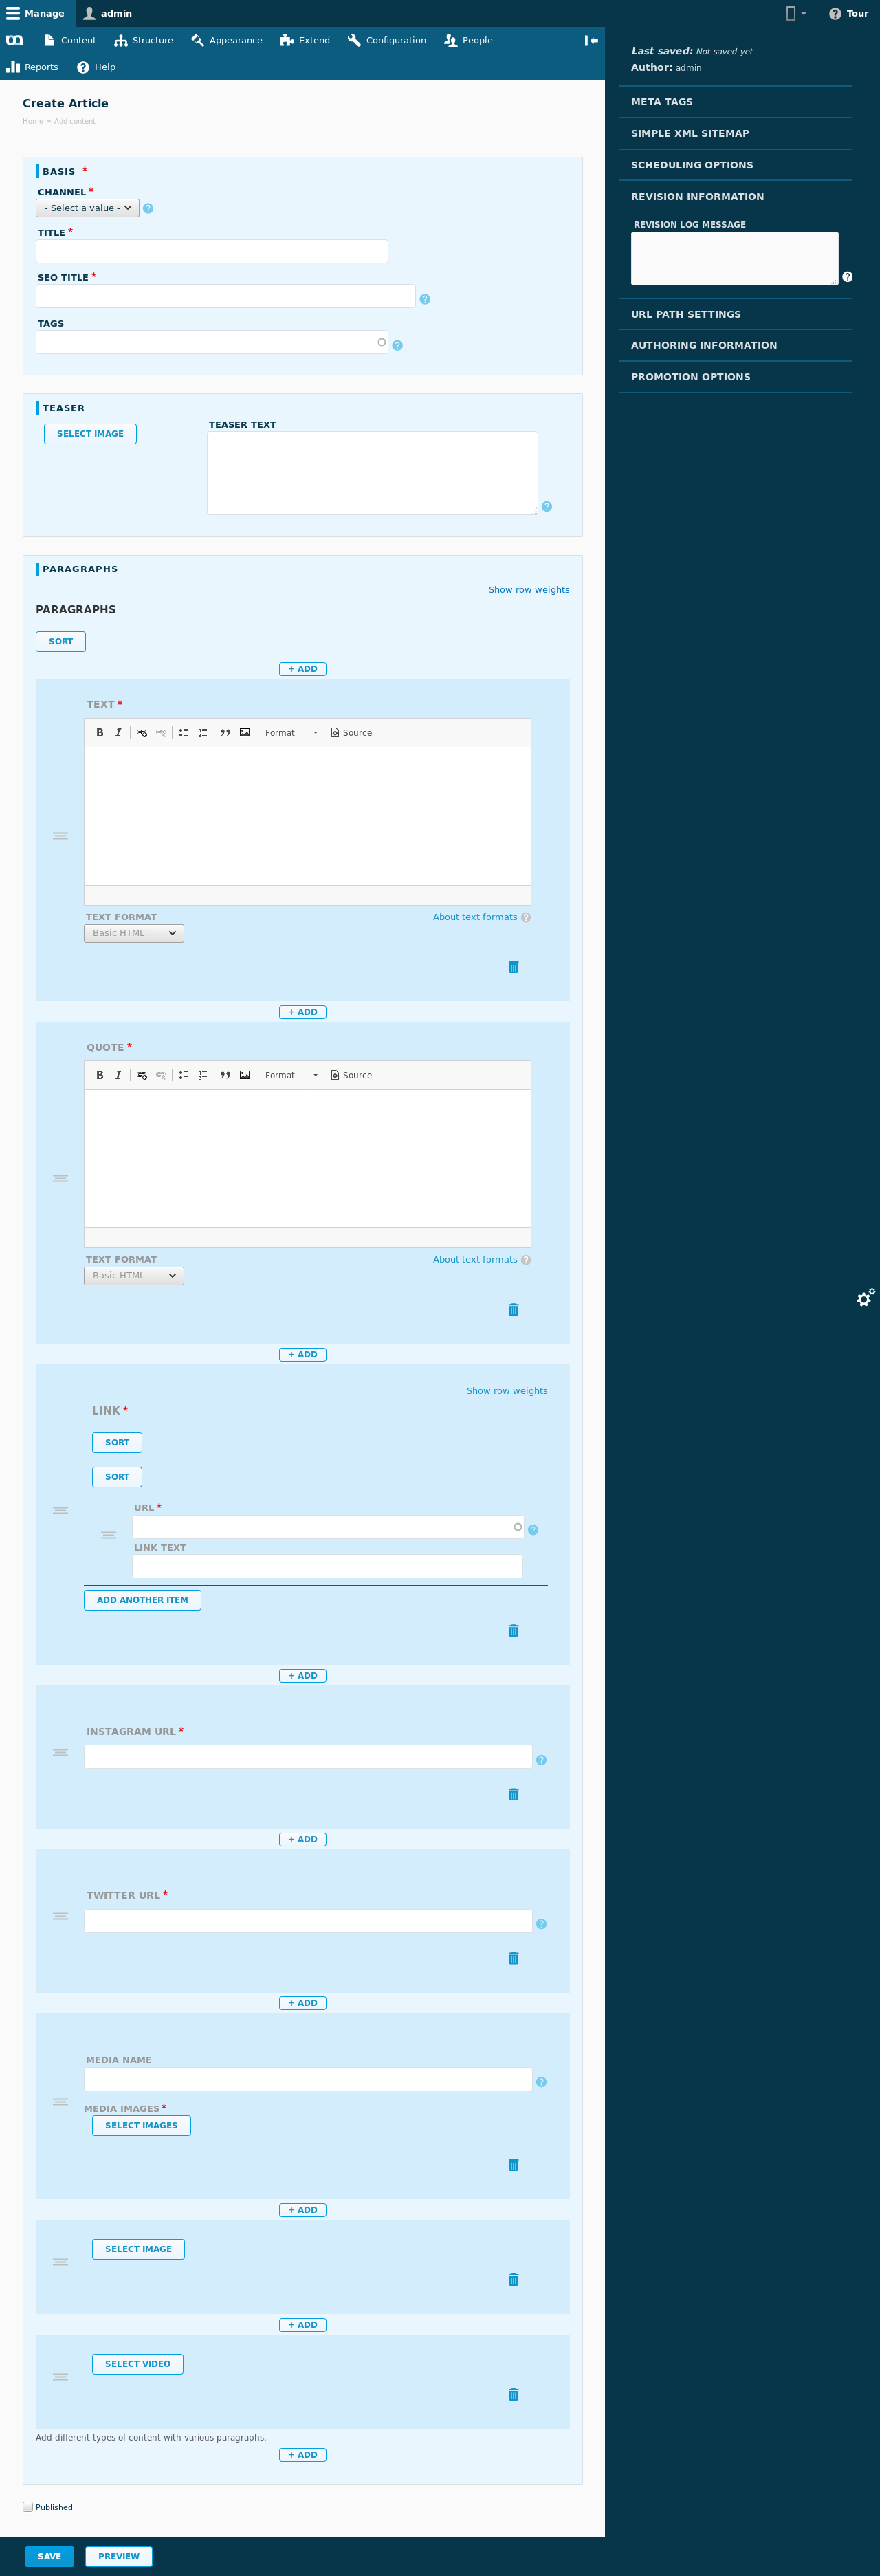 Manage
admin
Tour
Content
Structure
Appearance
Extend
Configuration
People
Reports
Help
Create Article
Home » Add content
BASIS *
CHANNEL *
- Select a value -
TITLE *
SEO TITLE *
TAGS
TEASER
SELECT IMAGE
TEASER TEXT
PARAGRAPHS
Show row weights
PARAGRAPHS
SORT
+ ADD
TEXT *
Format
Source
TEXT FORMAT
About text formats
Basic HTML
+ ADD
QUOTE *
Format
Source
TEXT FORMAT
About text formats
Basic HTML
+ ADD
Show row weights
LINK *
SORT
SORT
URL *
LINK TEXT
ADD ANOTHER ITEM
+ ADD
INSTAGRAM URL *
+ ADD
TWITTER URL *
+ ADD
MEDIA NAME
MEDIA IMAGES *
SELECT IMAGES
+ ADD
SELECT IMAGE
+ ADD
SELECT VIDEO
Add different types of content with various paragraphs.
+ ADD
Published
SAVE
PREVIEW
Last saved: Not saved yet
Author: admin
META TAGS
SIMPLE XML SITEMAP
SCHEDULING OPTIONS
REVISION INFORMATION
REVISION LOG MESSAGE
URL PATH SETTINGS
AUTHORING INFORMATION
PROMOTION OPTIONS